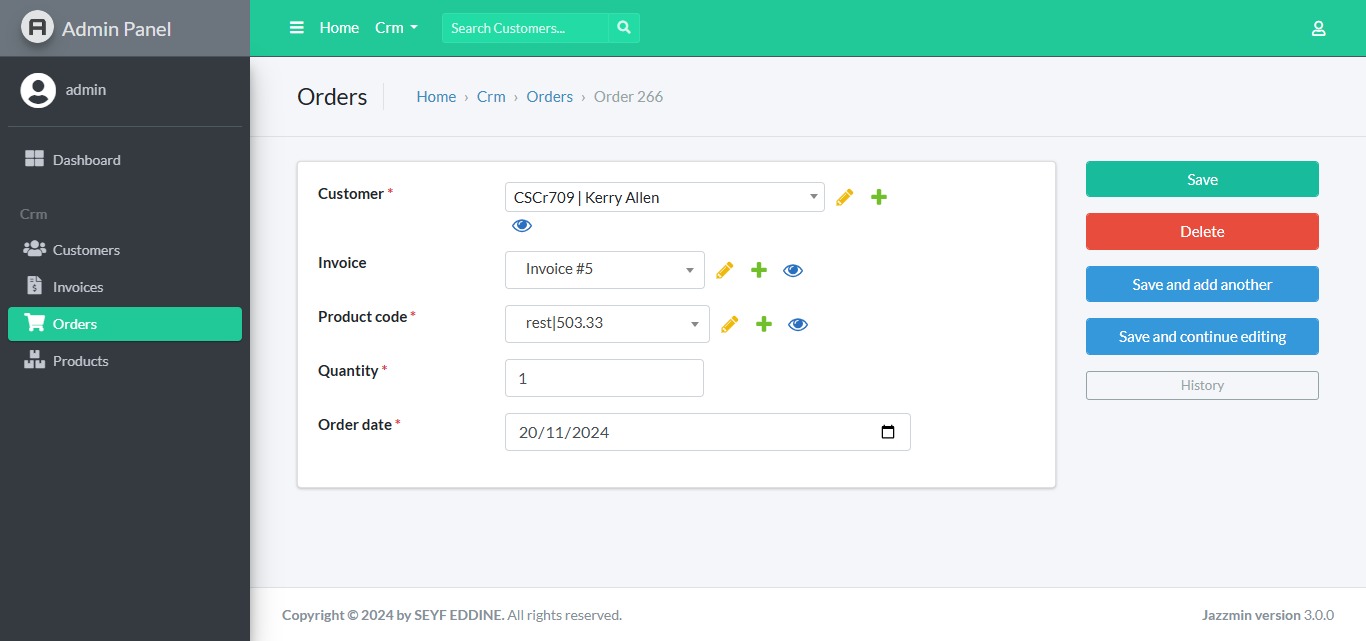 Admin Panel
Home Crm Search Customers...
admin
Dashboard
Crm
Customers
Invoices
Orders
Products
Orders Home › Crm › Orders › Order 266
Customer * CSCr709 | Kerry Allen
Invoice Invoice #5
Product code * rest|503.33
Quantity * 1
Order date * 20/11/2024
Save
Delete
Save and add another
Save and continue editing
History
Copyright © 2024 by SEYF EDDINE. All rights reserved. Jazzmin version 3.0.0